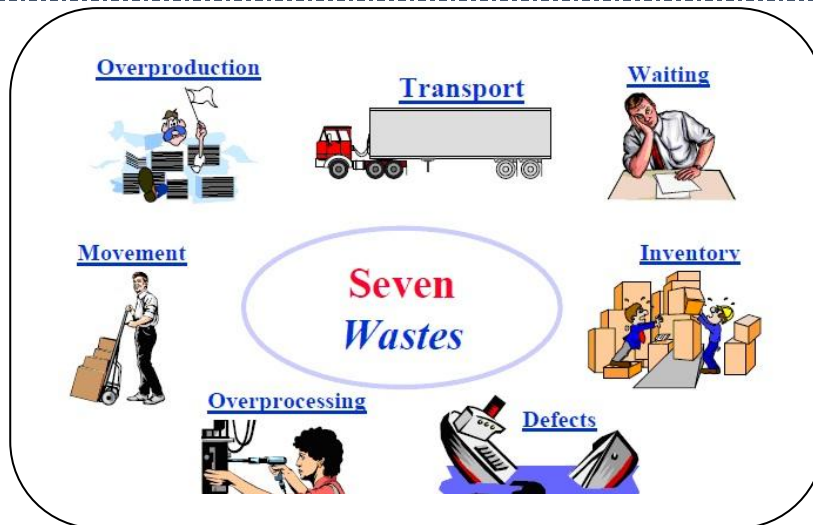 Overproduction
Transport
Waiting
Movement
Seven
Wastes
Inventory
Overprocessing
Defects